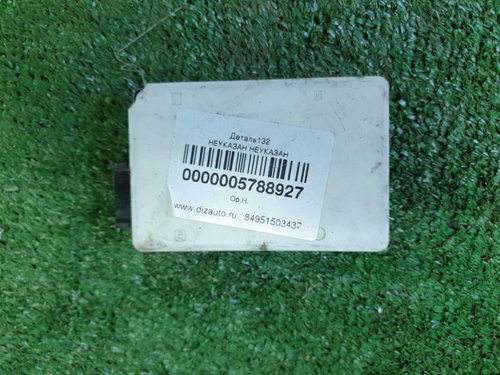 Деталь132
НЕУКАЗАН НЕУКАЗАН
0000005788927
Ор.Н.
www.dizauto.ru 84951503437